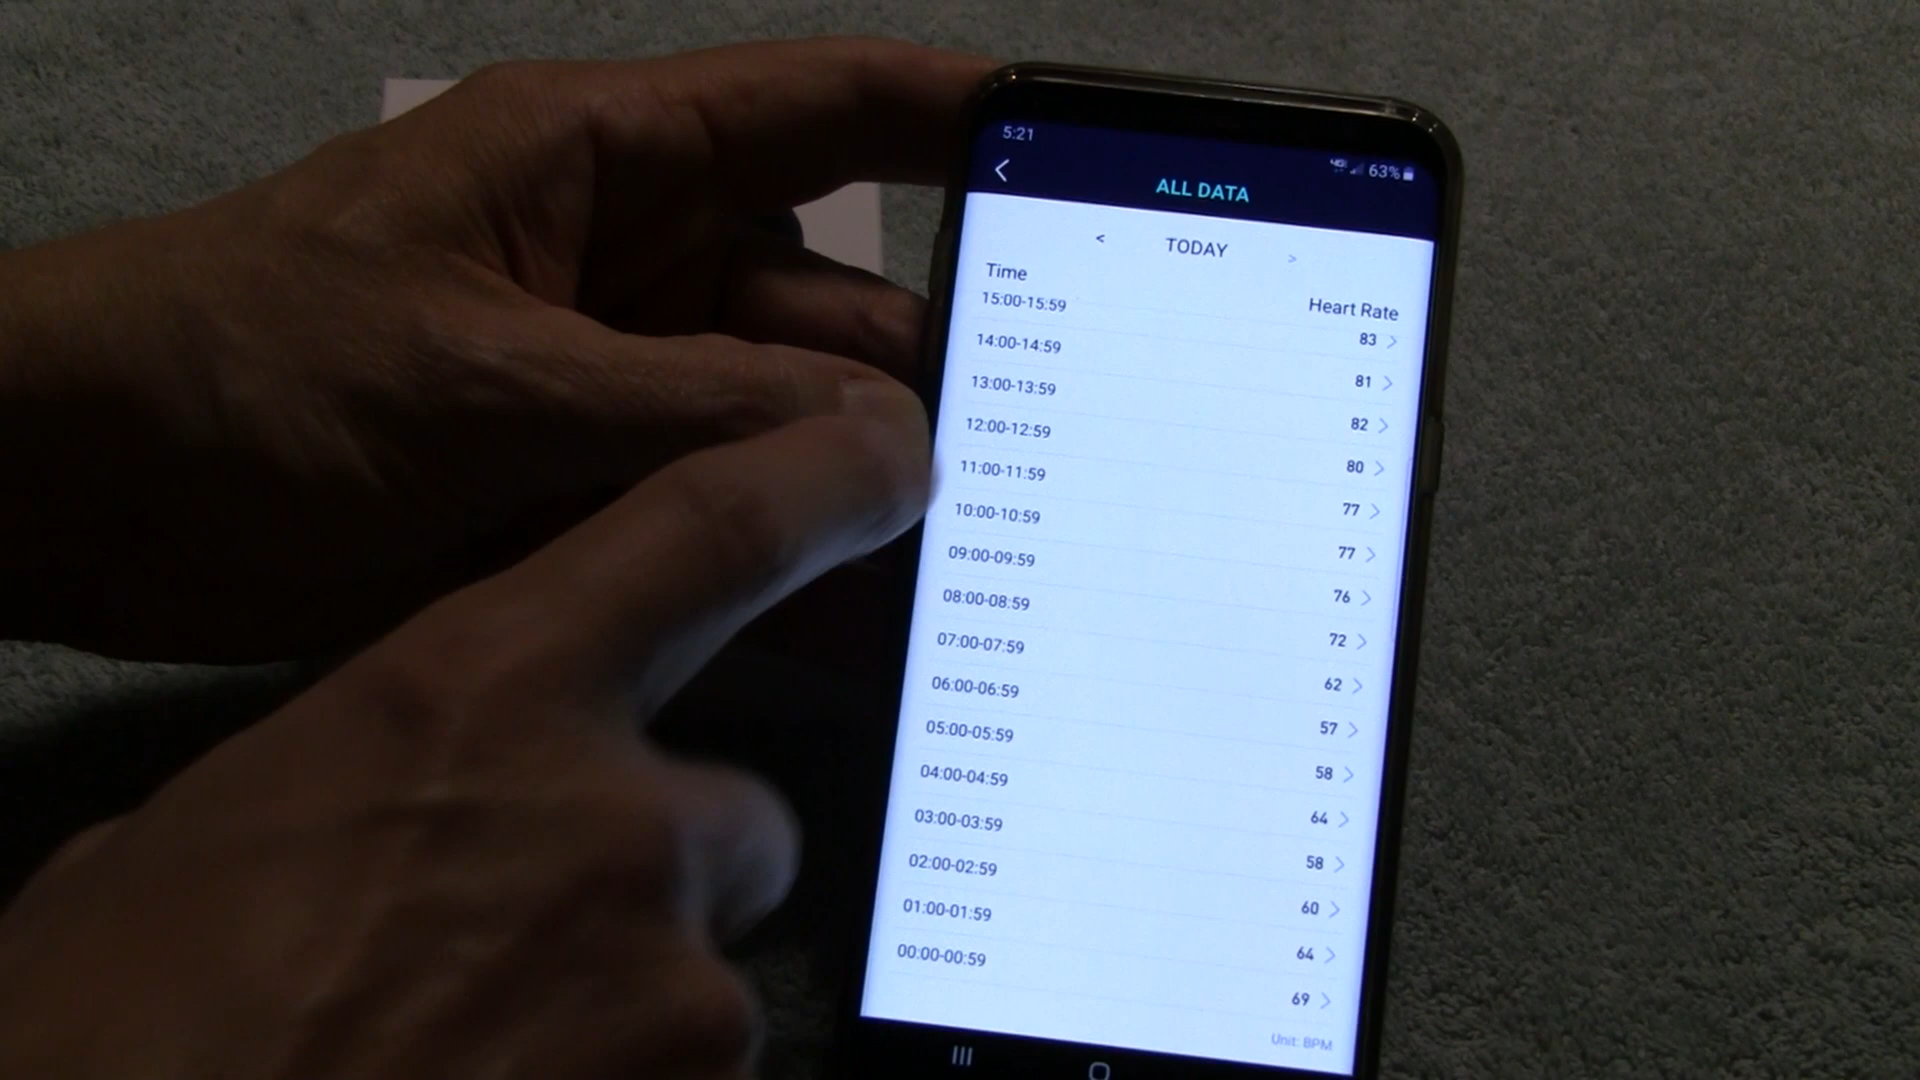 5:21
63%
ALL DATA
< TODAY >
Time Heart Rate
15:00-15:59 83 >
14:00-14:59 81 >
13:00-13:59 82 >
12:00-12:59 80 >
11:00-11:59 77 >
10:00-10:59 77 >
09:00-09:59 76 >
08:00-08:59 72 >
07:00-07:59 62 >
06:00-06:59 57 >
05:00-05:59 58 >
04:00-04:59 64 >
03:00-03:59 58 >
02:00-02:59 60 >
01:00-01:59 64 >
00:00-00:59 69 >
Unit: BPM